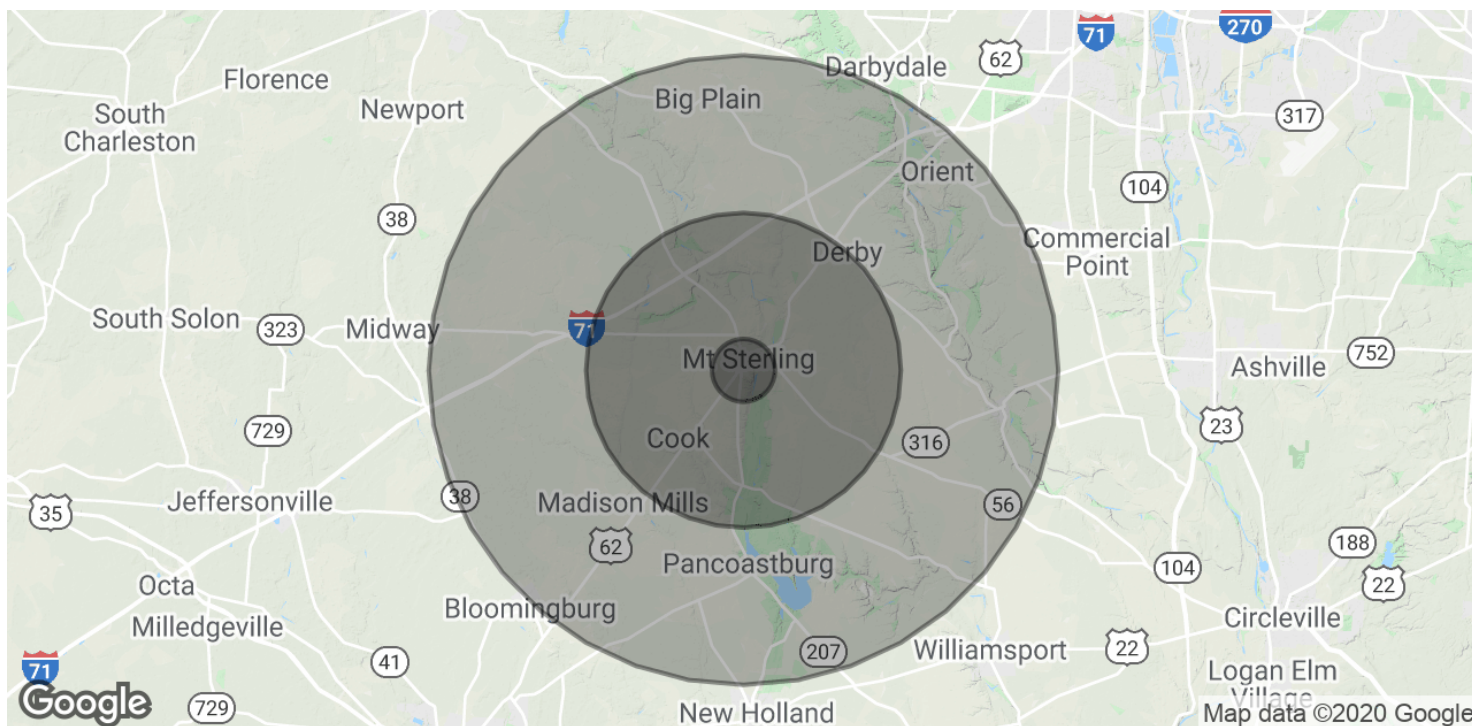 71
270
62
Darbydale
Florence
Big Plain
Newport
South
Charleston
317
Orient
104
38
Commercial
Point
Derby
South Solon
323
Midway
71
Mt Sterling
752
Ashville
23
729
Cook
316
Jeffersonville
38
Madison Mills
56
35
62
188
Pancoastburg
104
22
Octa
Bloomingburg
Milledgeville
Circleville
207
Williamsport
22
41
71
Logan Elm
Village
Google
729
New Holland
Map data ©2020 Google